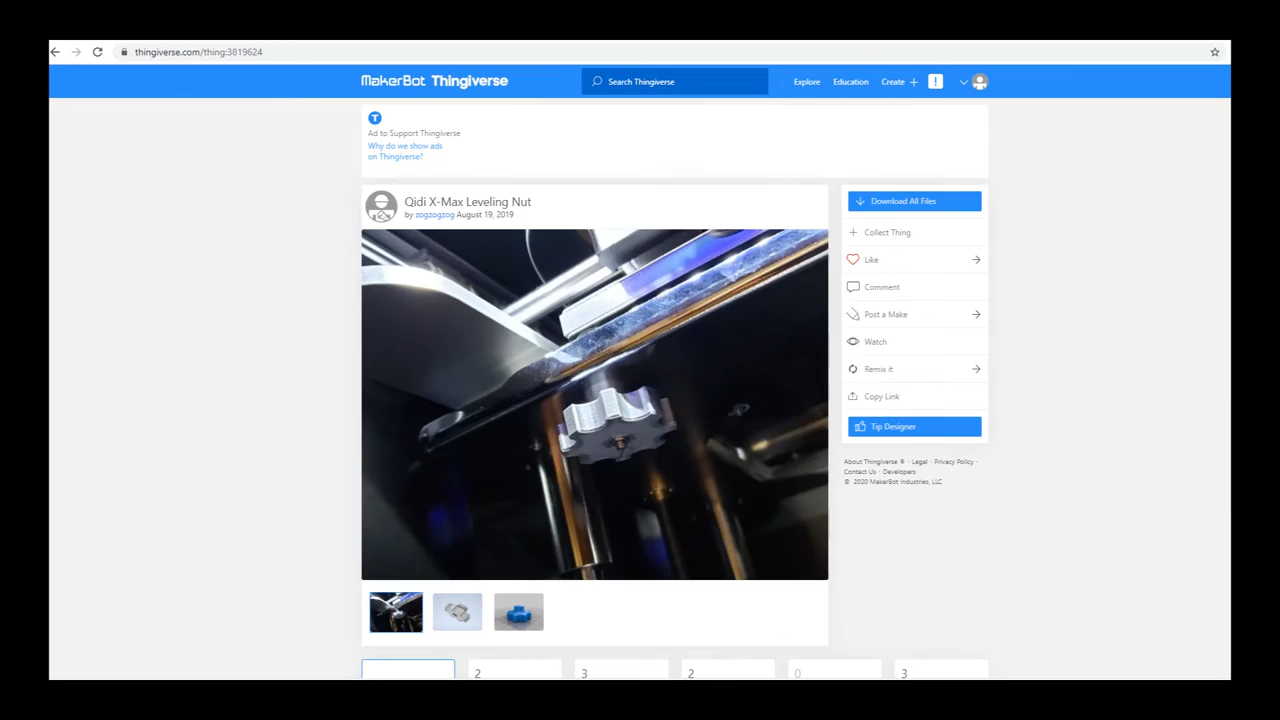 thingiverse.com/thing:3819624
MakerBot Thingiverse
Search Thingiverse
Explore
Education
Create
Ad to Support Thingiverse
Why do we show ads
on Thingiverse?
Qidi X-Max Leveling Nut
by zogzogzog August 19, 2019
Download All Files
Collect Thing
Like
Comment
Post a Make
Watch
Remix it
Copy Link
Tip Designer
About Thingiverse ® · Legal · Privacy Policy ·
Contact Us · Developers
© 2020 MakerBot Industries, LLC
2
3
2
0
3